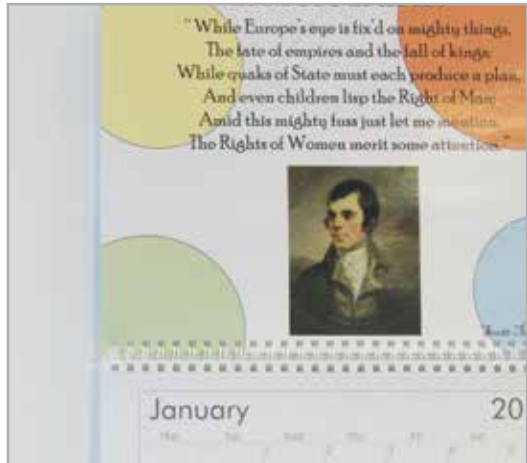 "While Europe's eye is fix'd on mighty things,
The fate of empires and the fall of kings;
While quaks of State must each produce a plan,
And even children lisp the Right of Man;
Amid this mighty fuss just let me mention,
The Rights of Women merit some attention."
January 20